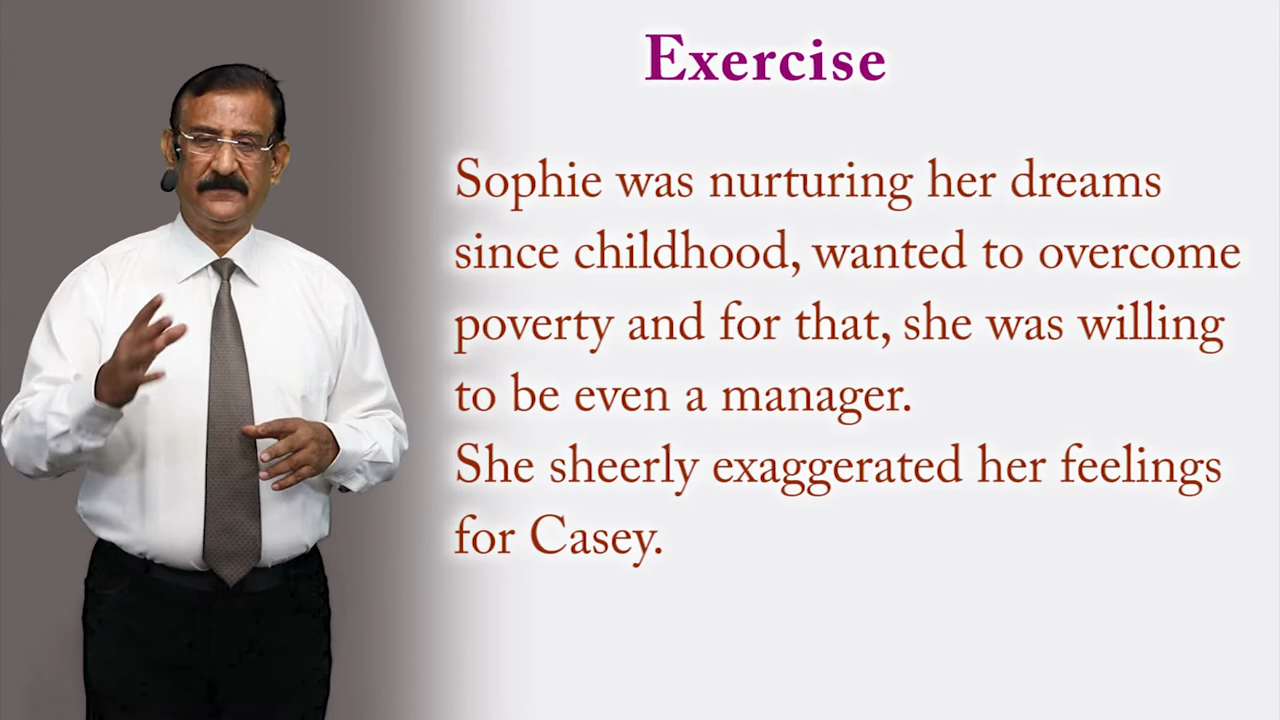 Exercise
Sophie was nurturing her dreams
since childhood, wanted to overcome
poverty and for that, she was willing
to be even a manager.
She sheerly exaggerated her feelings
for Casey.